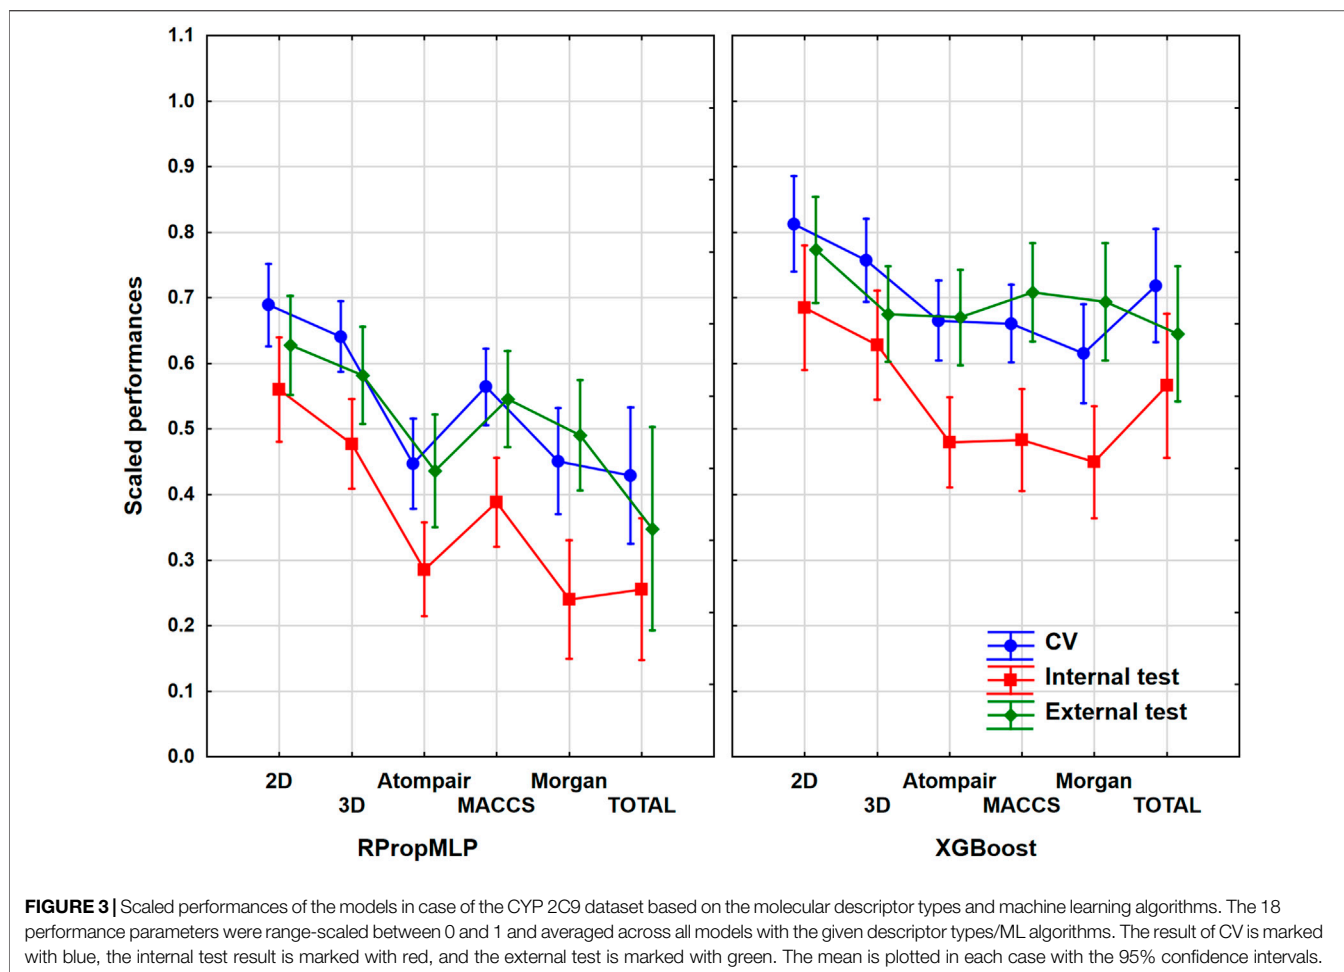 1.1
1.0
0.9
0.8
0.7
0.6
0.5
0.4
0.3
0.2
0.1
0.0
Scaled performances
CV
Internal test
External test
2D Atompair Morgan 2D Atompair Morgan
3D MACCS TOTAL 3D MACCS TOTAL
RPropMLP XGBoost
FIGURE 3 | Scaled performances of the models in case of the CYP 2C9 dataset based on the molecular descriptor types and machine learning algorithms. The 18
performance parameters were range-scaled between 0 and 1 and averaged across all models with the given descriptor types/ML algorithms. The result of CV is marked
with blue, the internal test result is marked with red, and the external test is marked with green. The mean is plotted in each case with the 95% confidence intervals.